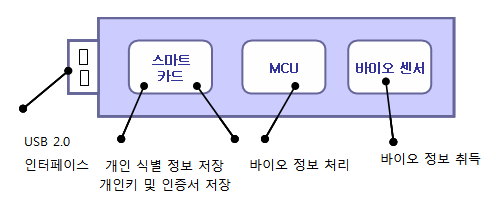 스마트
카드
MCU
바이오 센서
USB 2.0
인터페이스
개인 식별 정보 저장
개인키 및 인증서 저장
바이오 정보 처리
바이오 정보 취득